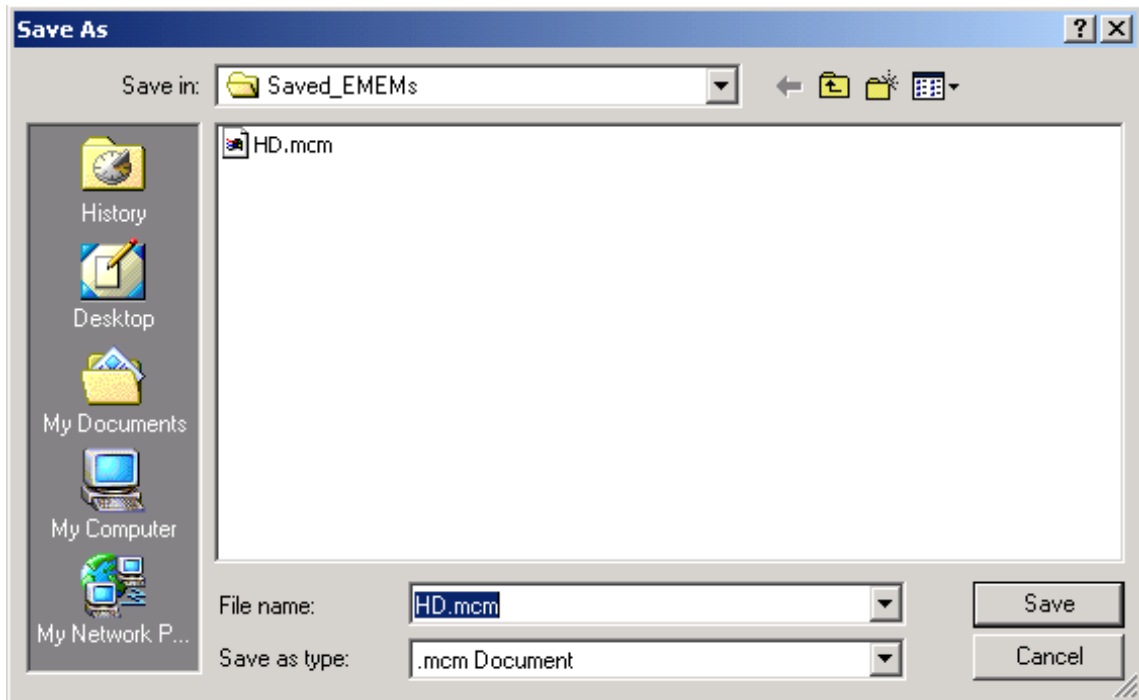 Save As
Save in: Saved_EMEMs
HD.mcm
History
Desktop
My Documents
My Computer
My Network P...
File name: HD.mcm
Save
Save as type: .mcm Document
Cancel